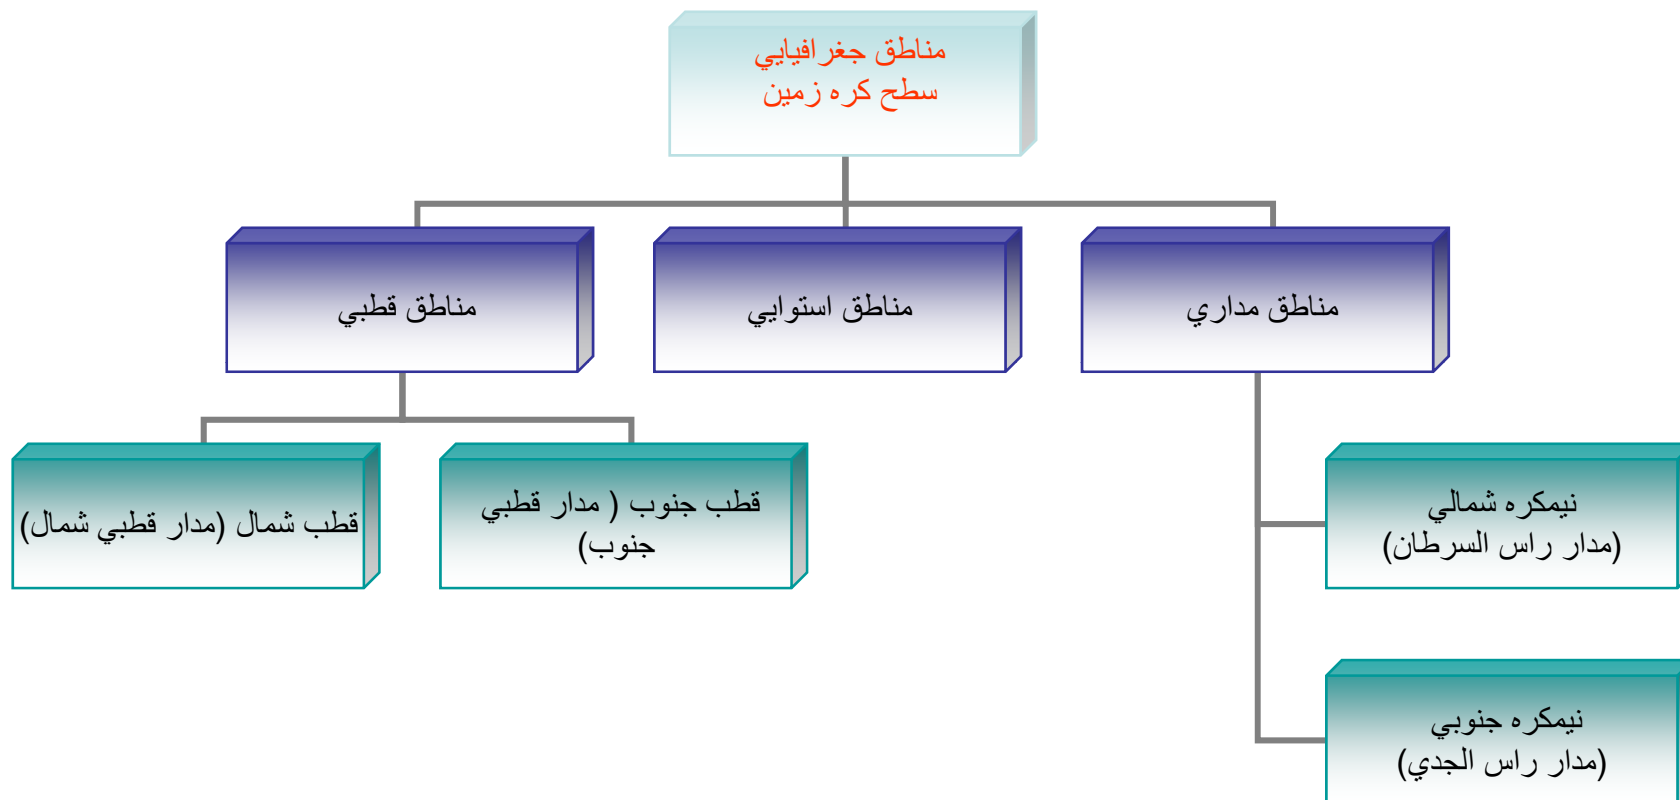 مناطق جغرافيايي
سطح كره زمين
مناطق مداري
مناطق استوايي
مناطق قطبي
نيمكره شمالي
(مدار راس السرطان)
قطب جنوب ( مدار قطبي
جنوب)
قطب شمال (مدار قطبي شمال)
نيمكره جنوبي
(مدار راس الجدي)